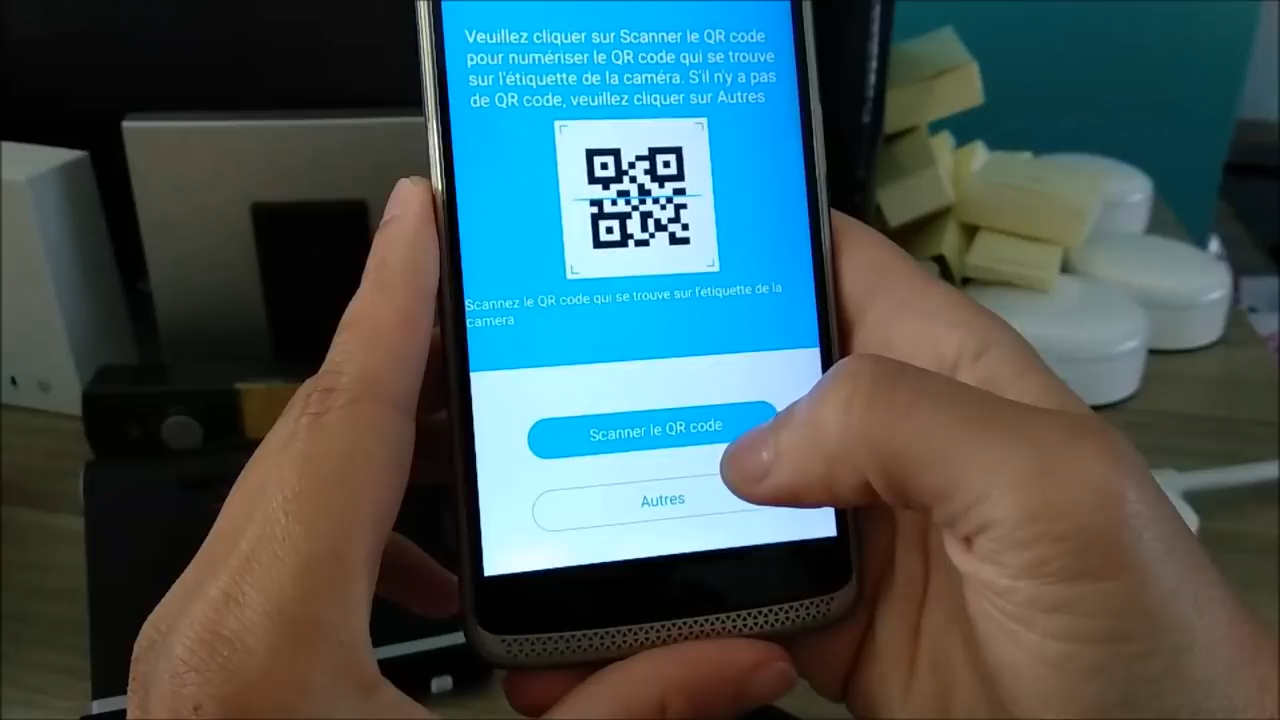 Veuillez cliquer sur Scanner le QR code
pour numériser le QR code qui se trouve
sur l'étiquette de la caméra. S'il n'y a pas
de QR code, veuillez cliquer sur Autres
Scannez le QR code qui se trouve sur l'étiquette de la
camera
Scanner le QR code
Autres